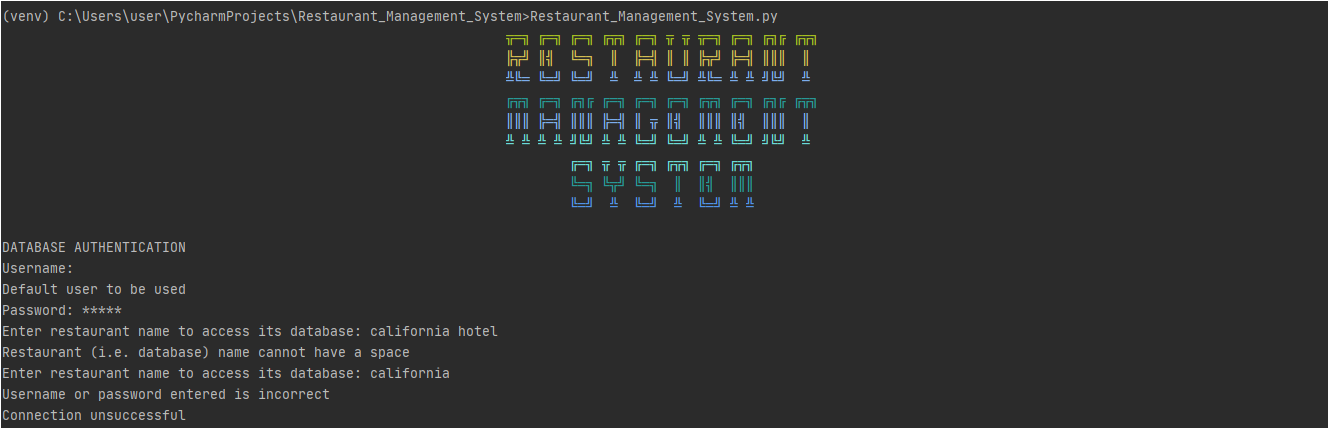 (venv) C:\Users\user\PycharmProjects\Restaurant_Management_System>Restaurant_Management_System.py
RESTAURANT
MANAGEMENT
SYSTEM
DATABASE AUTHENTICATION
Username:
Default user to be used
Password: *****
Enter restaurant name to access its database: california hotel
Restaurant (i.e. database) name cannot have a space
Enter restaurant name to access its database: california
Username or password entered is incorrect
Connection unsuccessful